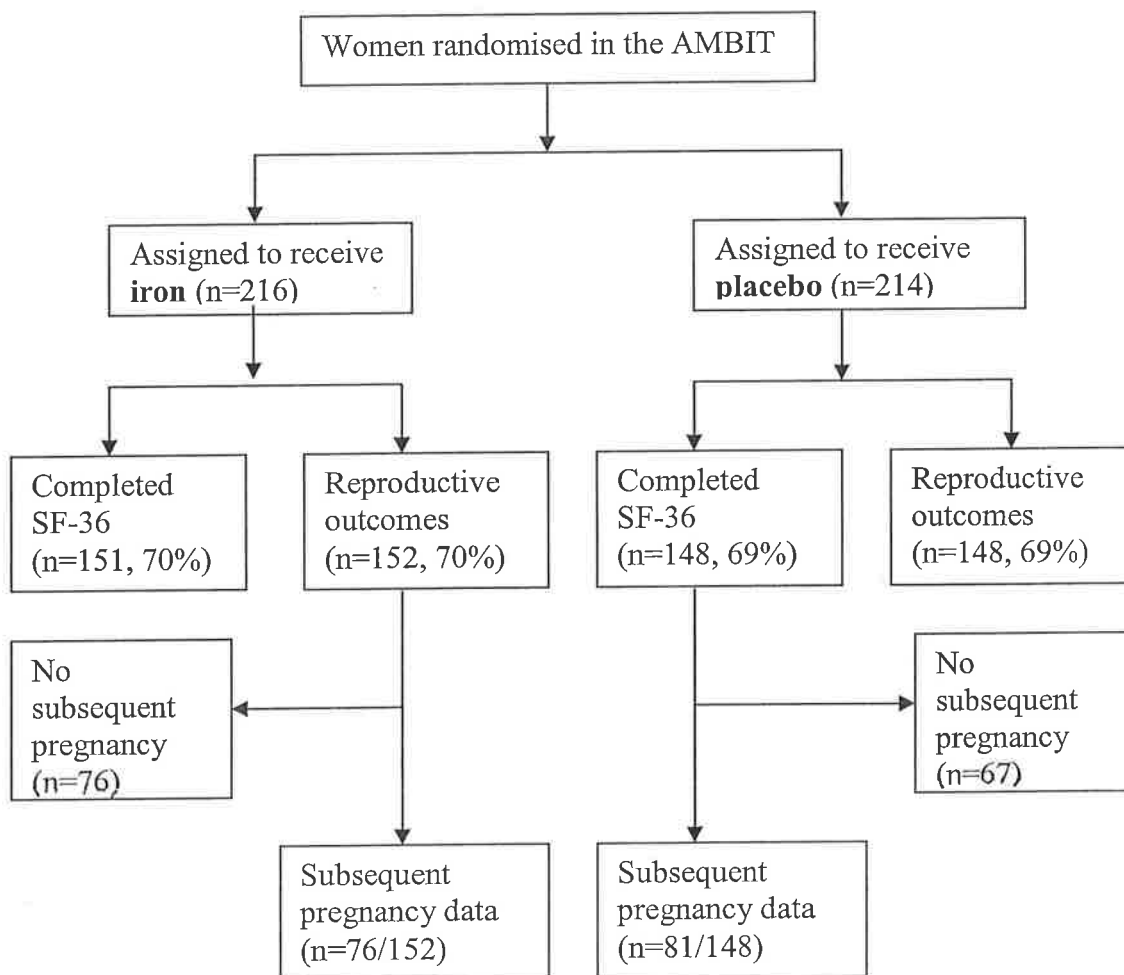 Women randomised in the AMBIT
Assigned to receive
iron (n=216)
Assigned to receive
placebo (n=214)
Completed
SF-36
(n=151, 70%)
Reproductive
outcomes
(n=152, 70%)
Completed
SF-36
(n=148, 69%)
Reproductive
outcomes
(n=148, 69%)
No
subsequent
pregnancy
(n=76)
No
subsequent
pregnancy
(n=67)
Subsequent
pregnancy data
(n=76/152)
Subsequent
pregnancy data
(n=81/148)